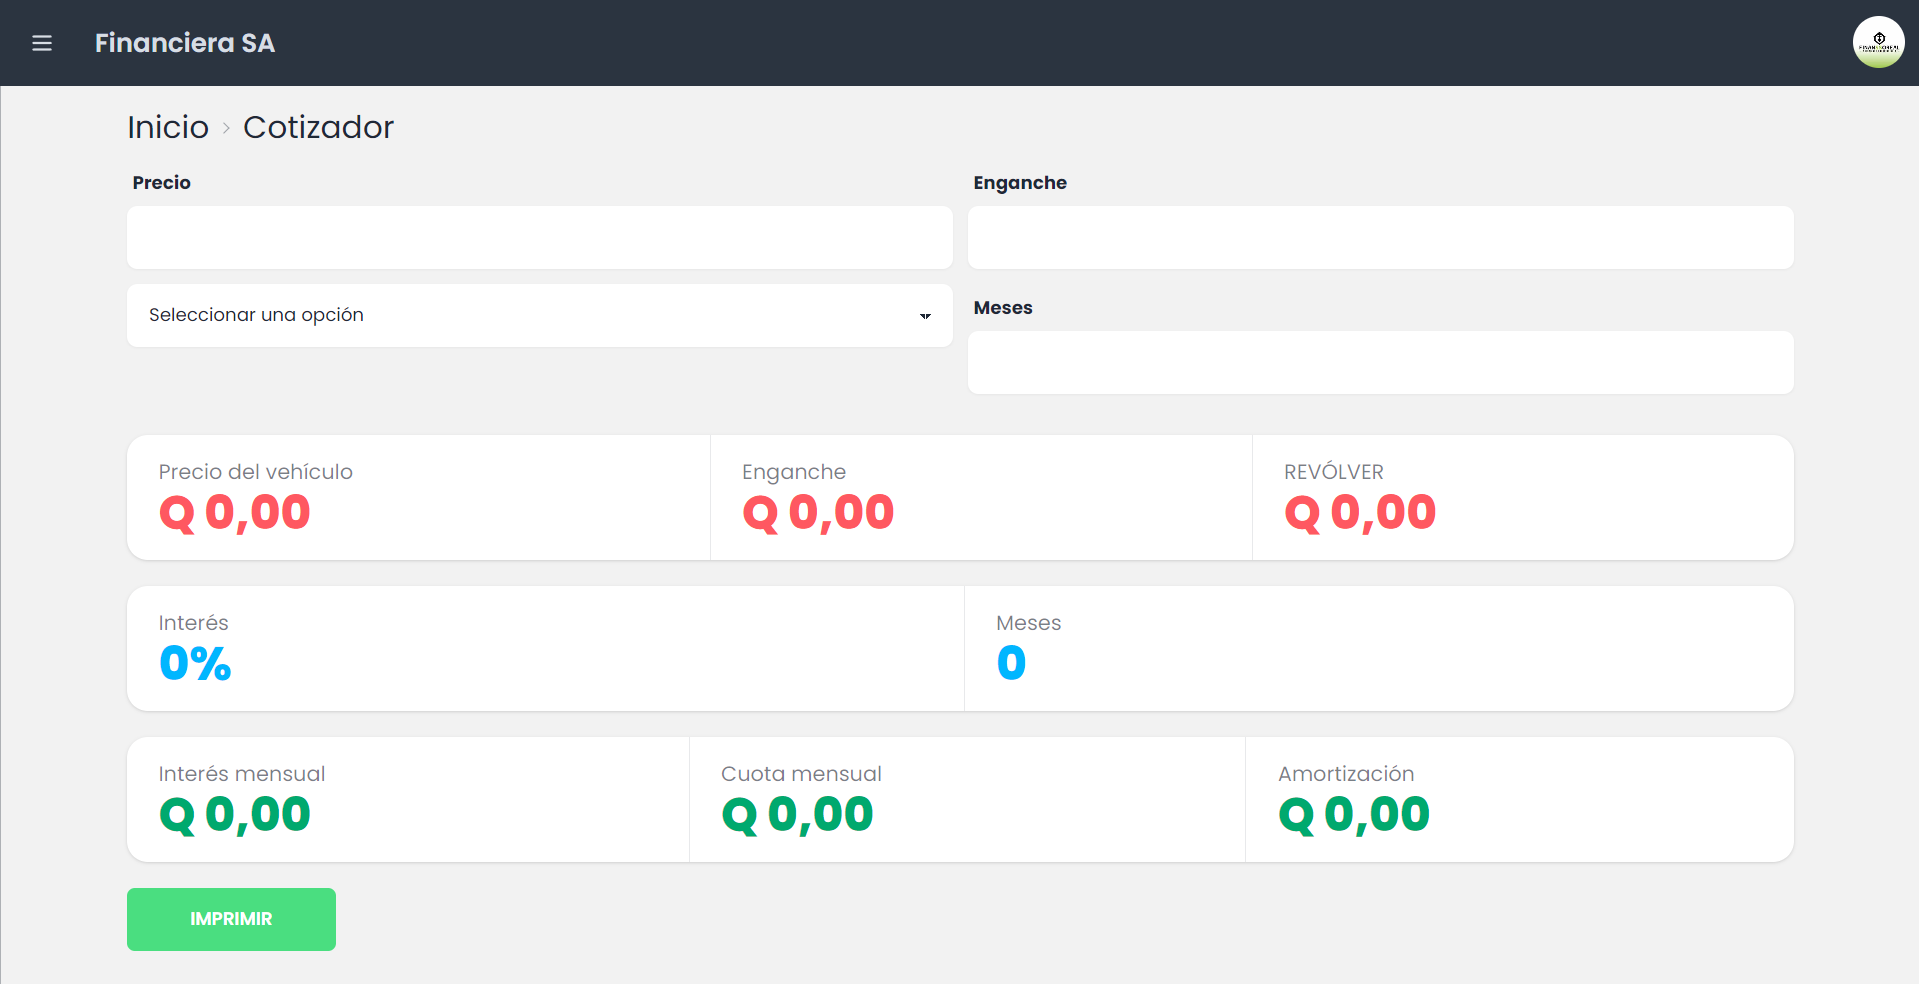 Financiera SA
Inicio > Cotizador
Precio
Enganche
Seleccionar una opción
Meses
Precio del vehículo
Q 0,00
Enganche
Q 0,00
REVÓLVER
Q 0,00
Interés
0%
Meses
0
Interés mensual
Q 0,00
Cuota mensual
Q 0,00
Amortización
Q 0,00
IMPRIMIR